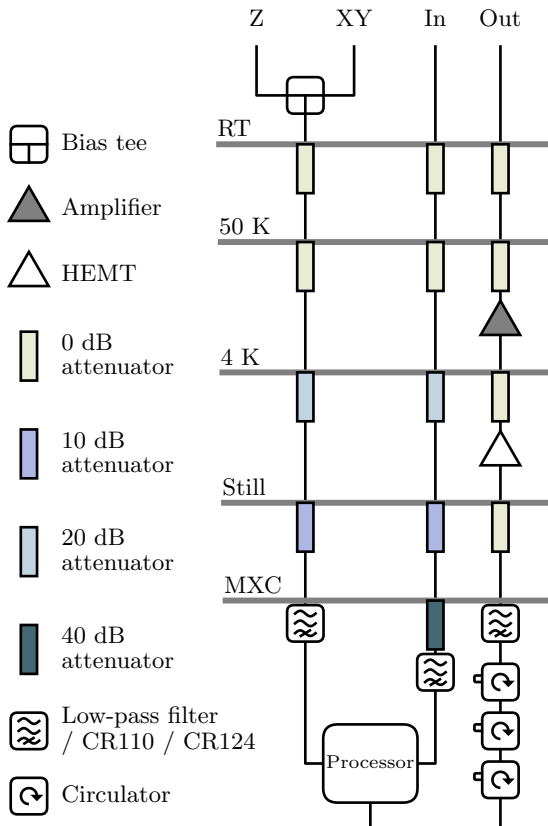 Z XY In Out
RT
Bias tee
Amplifier
50 K
HEMT
0 dB
attenuator
4 K
10 dB
attenuator
Still
20 dB
attenuator
MXC
40 dB
attenuator
Low-pass filter
/ CR110 / CR124
Processor
Circulator